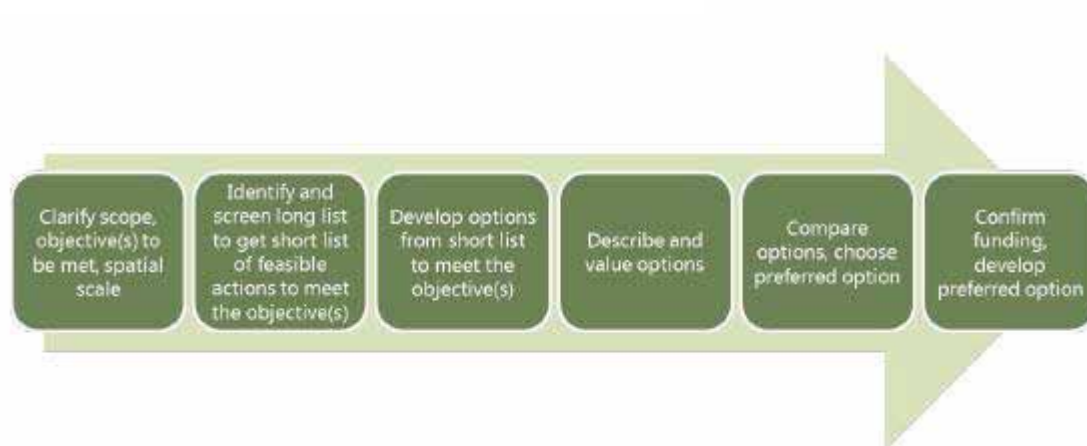 Clarify scope,
objective(s) to
be met, spatial
scale
Identify and
screen long list
to get short list
of feasible
actions to meet
the objective(s)
Develop options
from short list
to meet the
objective(s)
Describe and
value options
Compare
options, choose
preferred option
Confirm
funding,
develop
preferred option